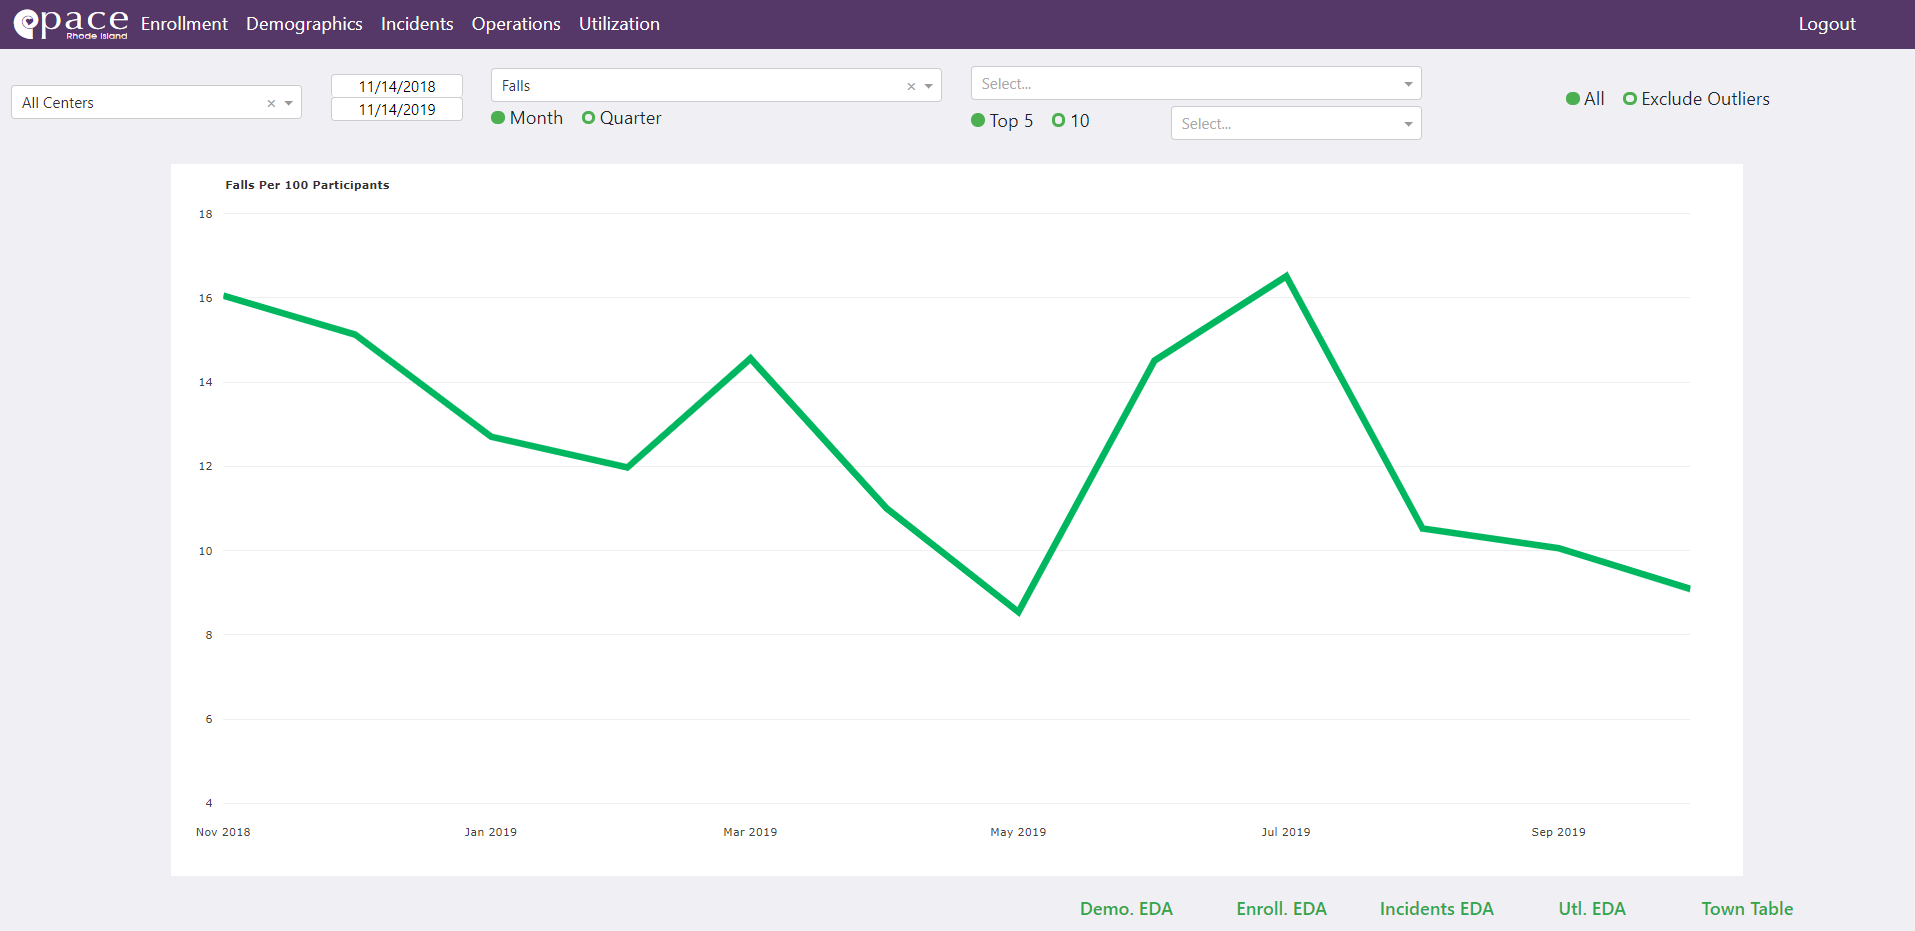 pace
Rhode Island
Enrollment Demographics Incidents Operations Utilization Logout
All Centers
11/14/2018
11/14/2019
Falls
Month Quarter
Select...
Top 5 10
Select...
All Exclude Outliers
Falls Per 100 Participants
18
16
14
12
10
8
6
4
Nov 2018 Jan 2019 Mar 2019 May 2019 Jul 2019 Sep 2019
Demo. EDA Enroll. EDA Incidents EDA Utl. EDA Town Table